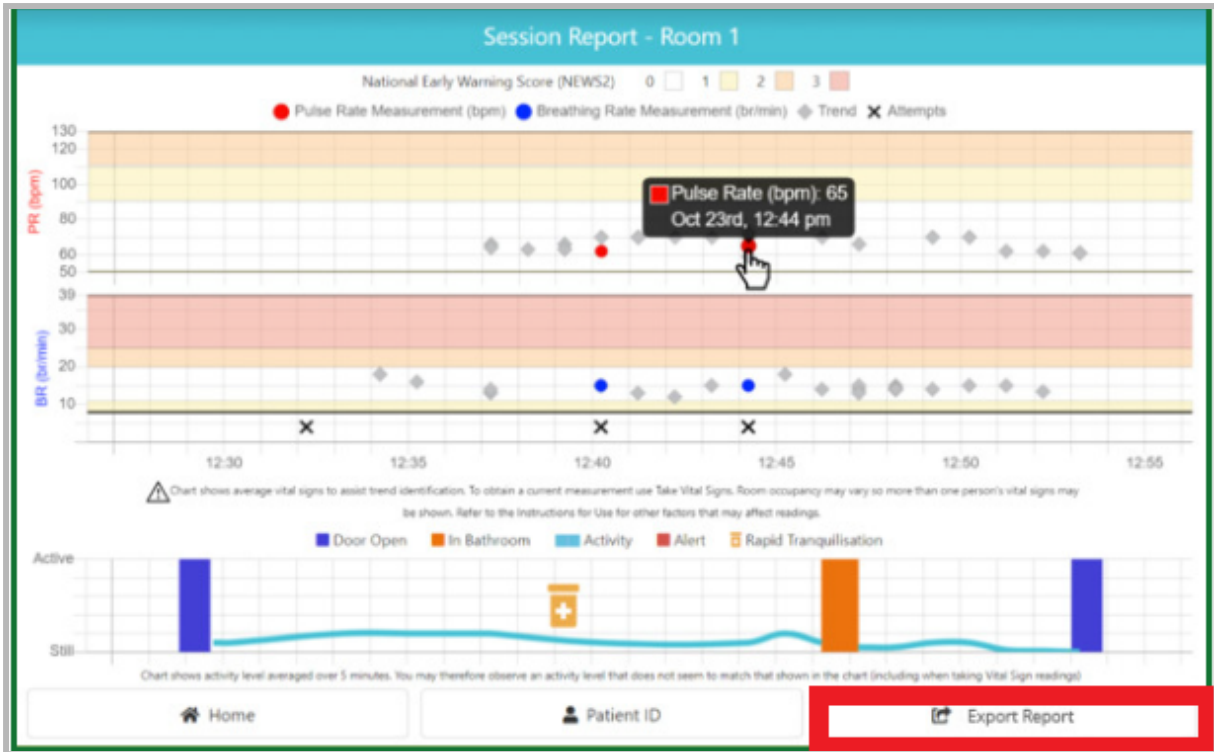 Session Report - Room 1
National Early Warning Score (NEWS2) 0 1 2 3
Pulse Rate Measurement (bpm) Breathing Rate Measurement (br/min) Trend Attempts
130
120
100
80
60
50
PR (bpm)
Pulse Rate (bpm): 65
Oct 23rd, 12:44 pm
39
30
20
10
BR (br/min)
12:30 12:35 12:40 12:45 12:50 12:55
Chart shows average vital signs to assist trend identification. To obtain a current measurement use Take Vital Signs. Room occupancy may vary so more than one person's vital signs may
be shown. Refer to the Instructions for Use for other factors that may affect readings.
Door Open In Bathroom Activity Alert Rapid Tranquilisation
Active
Still
Chart shows activity level averaged over 5 minutes. You may therefore observe an activity level that does not seem to match that shown in the chart (including when taking Vital Sign readings)
Home Patient ID Export Report